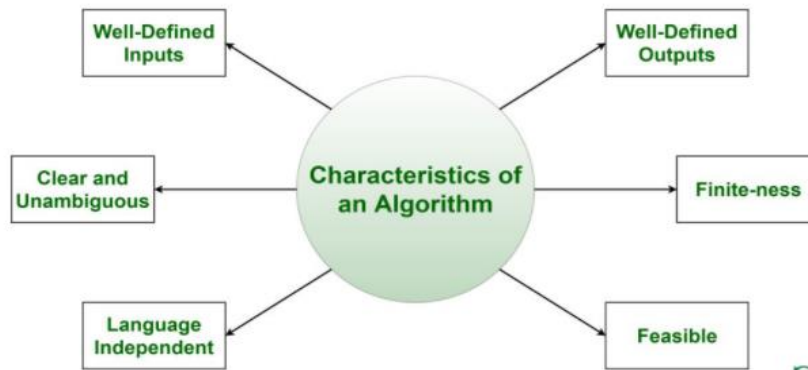 Well-Defined
Inputs
Well-Defined
Outputs
Clear and
Unambiguous
Characteristics of
an Algorithm
Finite-ness
Language
Independent
Feasible